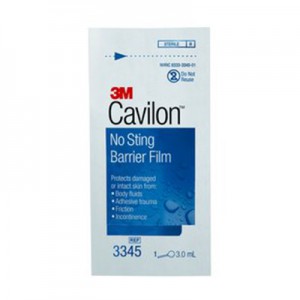 STERILE R
Do Not
Reuse
3M
Cavilon™
No Sting
Barrier Film
Protects damaged
or intact skin from:
• Body fluids
• Adhesive trauma
• Friction
• Incontinence
REF
3345
1 3.0 mL